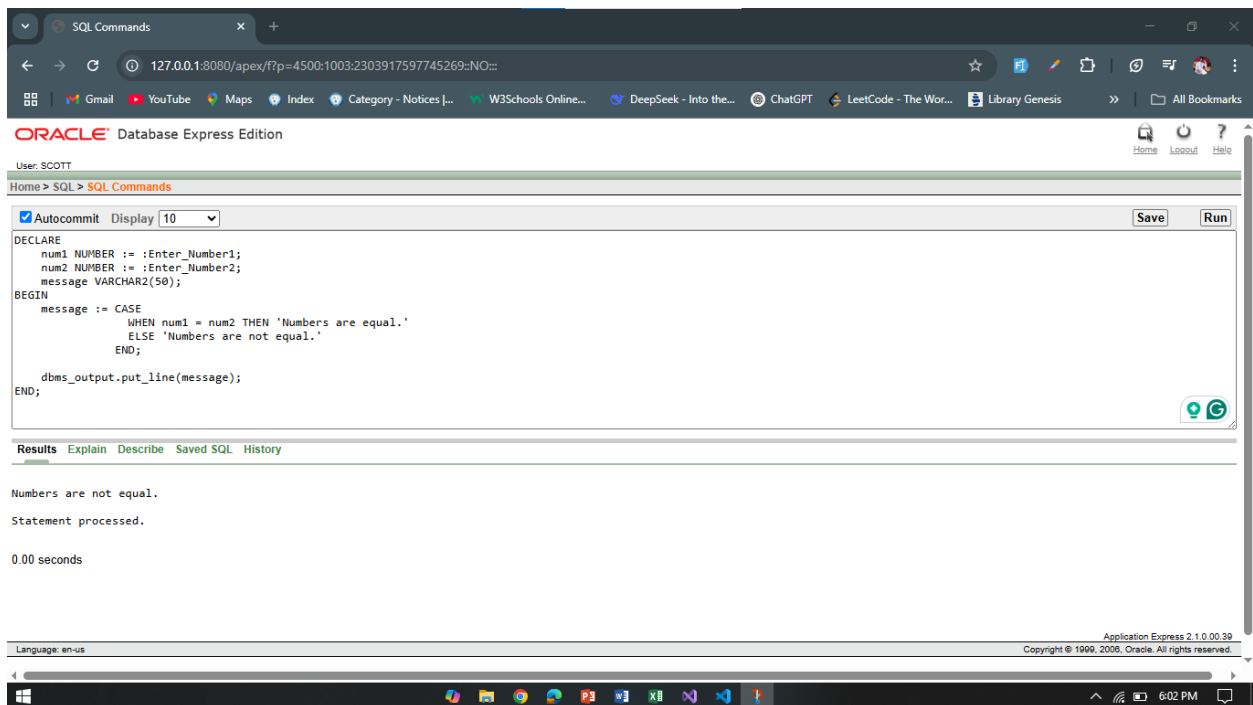 SQL Commands
127.0.0.1:8080/apex/f?p=4500:1003:2303917597745269::NO:::
Gmail YouTube Maps Index Category - Notices |... W3Schools Online... DeepSeek - Into the... ChatGPT LeetCode - The Wor... Library Genesis » All Bookmarks
ORACLE Database Express Edition
Home Logout Help
User: SCOTT
Home > SQL > SQL Commands
Autocommit Display 10 Save Run
DECLARE
    num1 NUMBER := :Enter_Number1;
    num2 NUMBER := :Enter_Number2;
    message VARCHAR2(50);
BEGIN
    message := CASE
                 WHEN num1 = num2 THEN 'Numbers are equal.'
                 ELSE 'Numbers are not equal.'
               END;
    dbms_output.put_line(message);
END;
Results Explain Describe Saved SQL History
Numbers are not equal.
Statement processed.
0.00 seconds
Application Express 2.1.0.00.39
Language: en-us Copyright © 1999, 2006, Oracle. All rights reserved.
6:02 PM